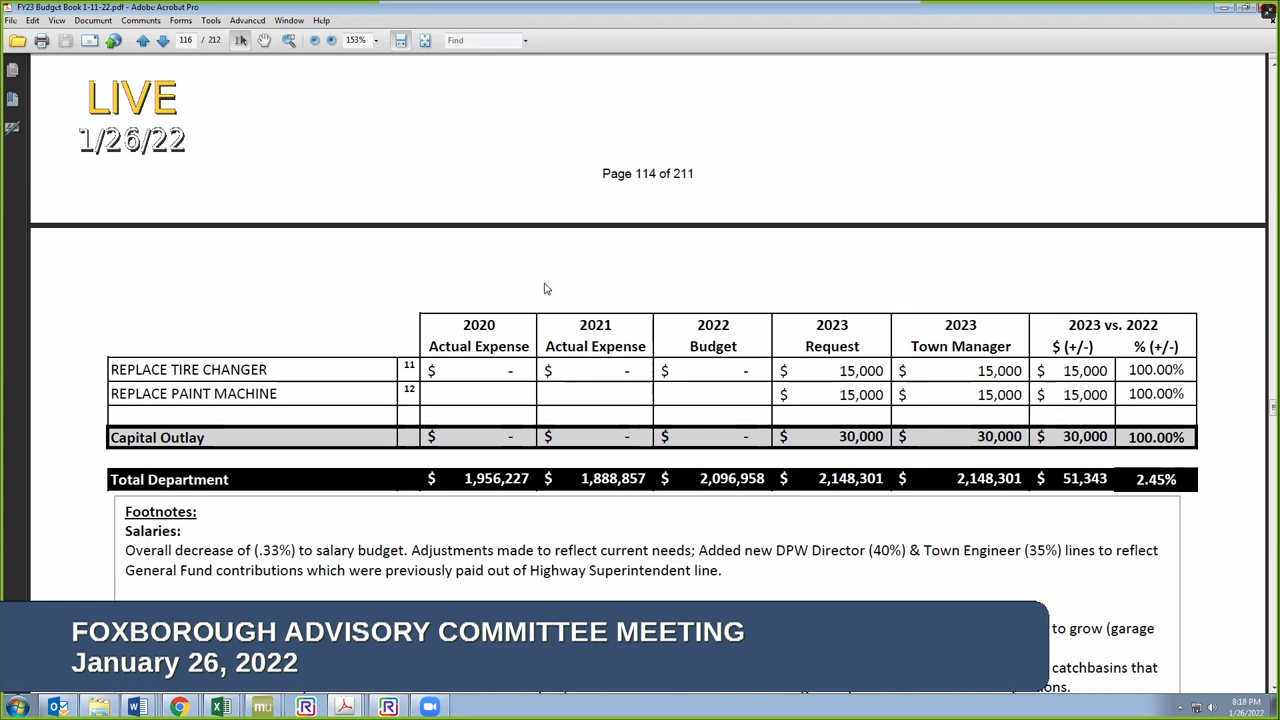 FY23 Budget Book 1-11-22.pdf - Adobe Acrobat Pro
File Edit View Document Comments Forms Tools Advanced Window Help
116 / 212 153% Find
LIVE
1/26/22
Page 114 of 211
2020 2021 2022 2023 2023 2023 vs. 2022
Actual Expense Actual Expense Budget Request Town Manager $ (+/-) % (+/-)
REPLACE TIRE CHANGER 11 $ - $ - $ - $ 15,000 $ 15,000 $ 15,000 100.00%
REPLACE PAINT MACHINE 12 $ 15,000 $ 15,000 $ 15,000 100.00%
Capital Outlay $ - $ - $ - $ 30,000 $ 30,000 $ 30,000 100.00%
Total Department $ 1,956,227 $ 1,888,857 $ 2,096,958 $ 2,148,301 $ 2,148,301 $ 51,343 2.45%
Footnotes:
Salaries:
Overall decrease of (.33%) to salary budget. Adjustments made to reflect current needs; Added new DPW Director (40%) & Town Engineer (35%) lines to reflect
General Fund contributions which were previously paid out of Highway Superintendent line.
to grow (garage
catchbasins that
ons.
FOXBOROUGH ADVISORY COMMITTEE MEETING
January 26, 2022
mu
8:18 PM
1/26/2022